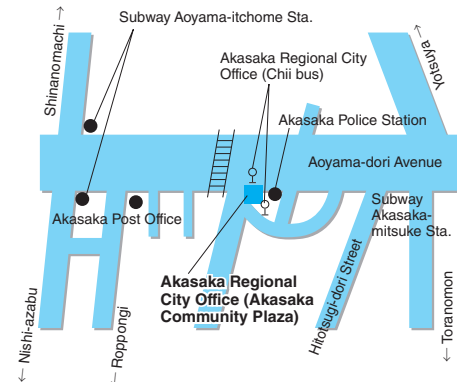 Subway Aoyama-itchome Sta.
Shinanomachi →
Yotsuya →
Akasaka Regional City
Office (Chii bus)
Akasaka Police Station
Aoyama-dori Avenue
Subway
Akasaka-
mitsuke Sta.
Akasaka Post Office
Akasaka Regional
City Office (Akasaka
Community Plaza)
Hitotsugi-dori Street
← Nishi-azabu
← Roppongi
← Toranomon